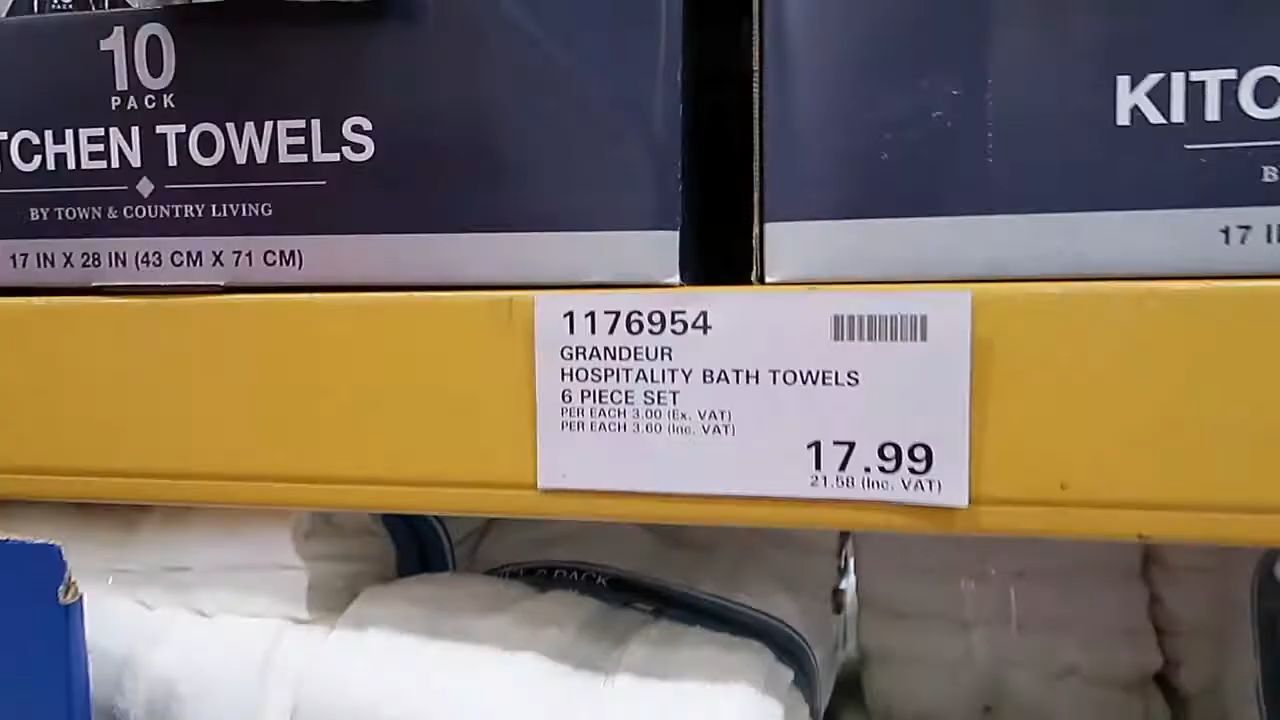 10
PACK
TCHEN TOWELS
BY TOWN & COUNTRY LIVING
17 IN X 28 IN (43 CM X 71 CM)
KITC
17 I
1176954
GRANDEUR
HOSPITALITY BATH TOWELS
6 PIECE SET
PER EACH 3.00 (Ex. VAT)
PER EACH 3.60 (Inc. VAT)
17.99
21.58 (Inc. VAT)
PACK